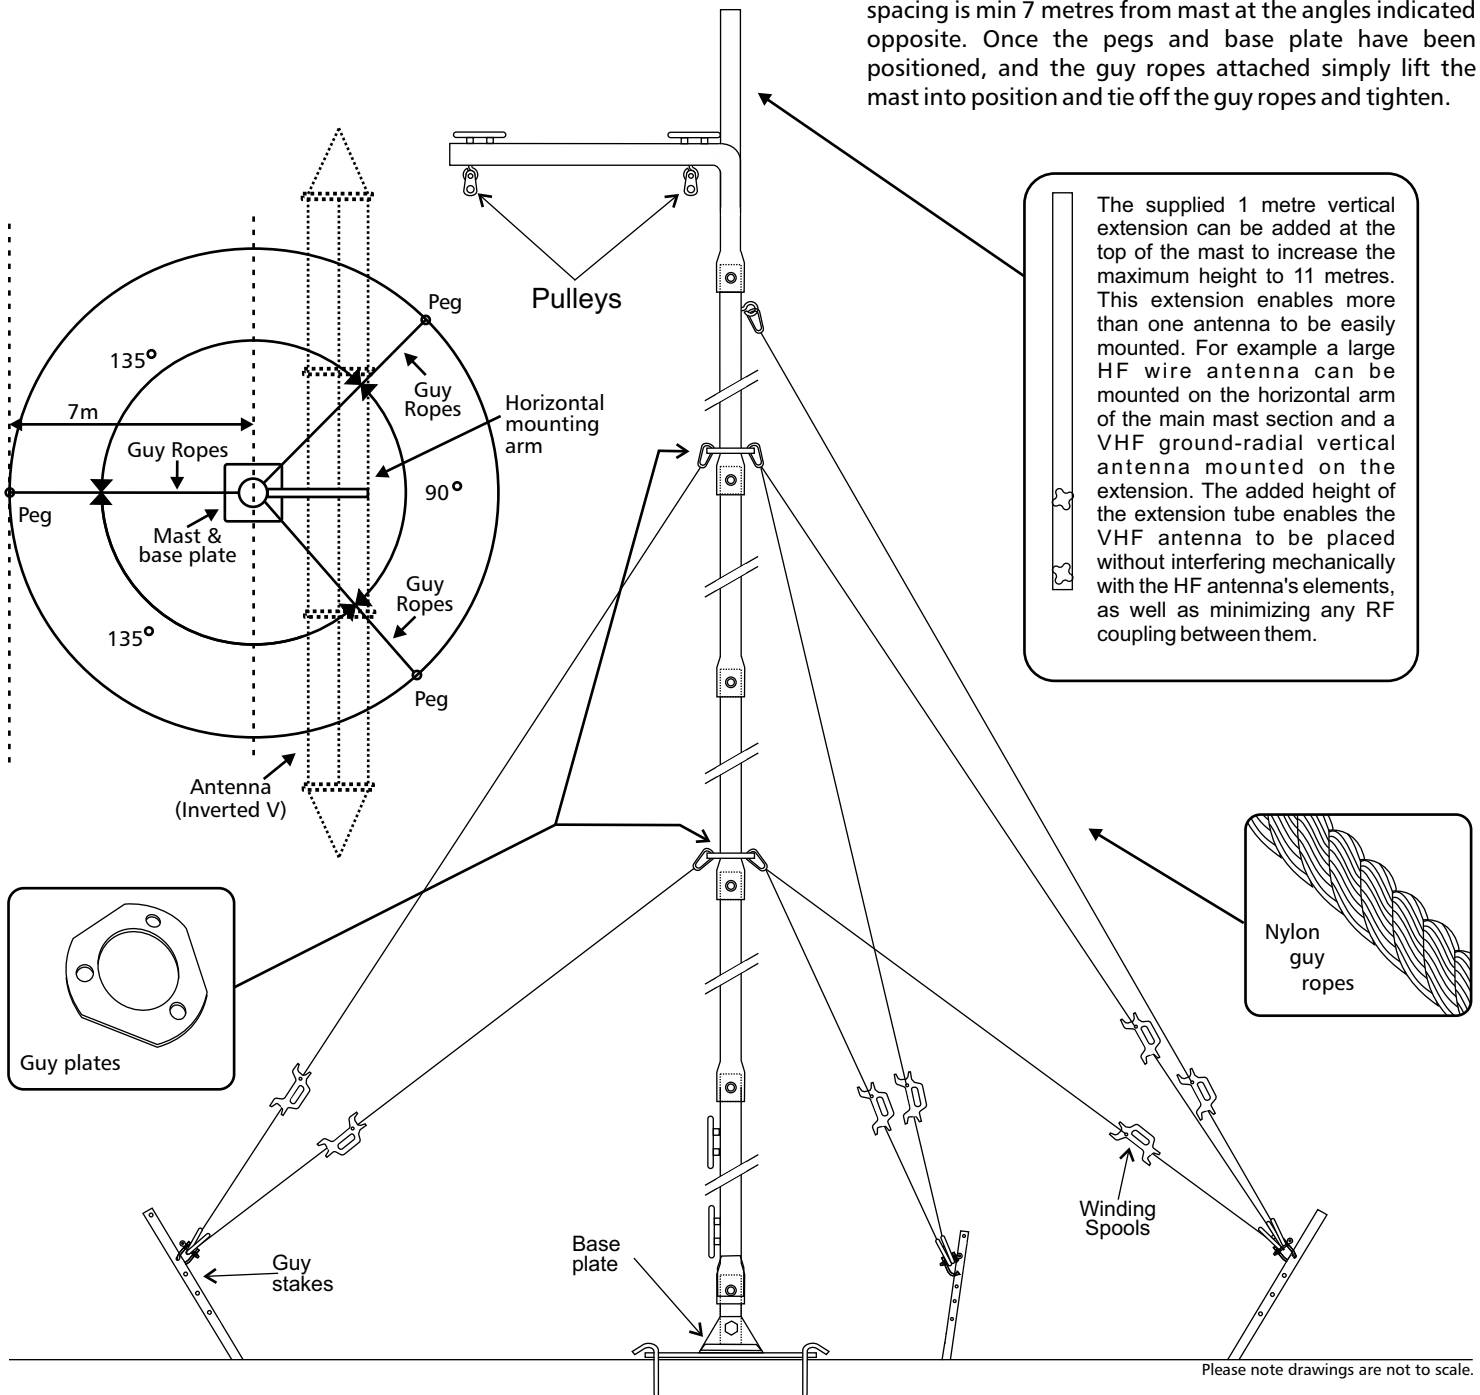 spacing is min 7 metres from mast at the angles indicated
opposite. Once the pegs and base plate have been
positioned, and the guy ropes attached simply lift the
mast into position and tie off the guy ropes and tighten.
Pulleys
The supplied 1 metre vertical
extension can be added at the
top of the mast to increase the
maximum height to 11 metres.
This extension enables more
than one antenna to be easily
mounted. For example a large
HF wire antenna can be
mounted on the horizontal arm
of the main mast section and a
VHF ground-radial vertical
antenna mounted on the
extension. The added height of
the extension tube enables the
VHF antenna to be placed
without interfering mechanically
with the HF antenna's elements,
as well as minimizing any RF
coupling between them.
Peg
135°
Guy
Ropes
7m
Horizontal
mounting
arm
Guy Ropes
90°
Peg
Mast &
base plate
Guy
Ropes
135°
Peg
Antenna
(Inverted V)
Guy plates
Nylon
guy
ropes
Winding
Spools
Guy
stakes
Base
plate
Please note drawings are not to scale.